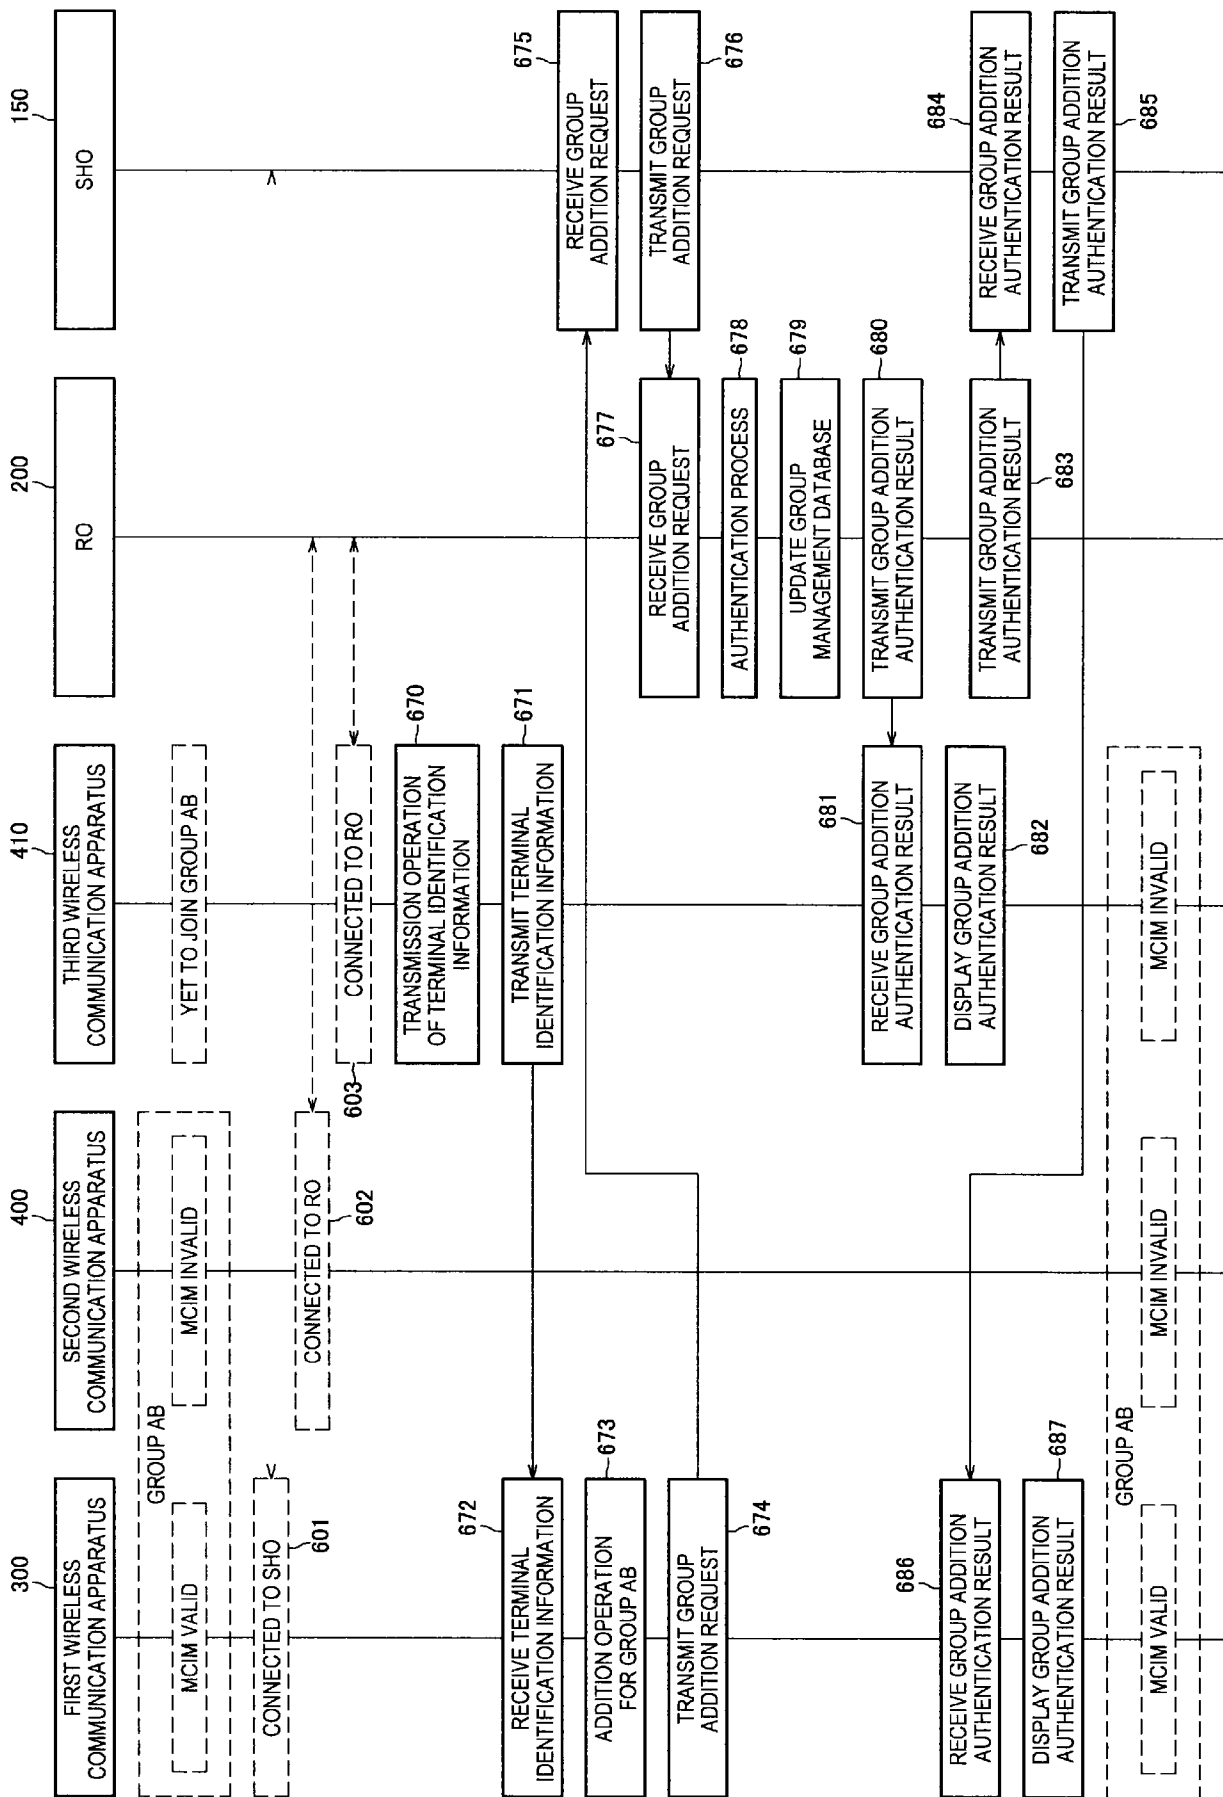 300
FIRST WIRELESS
COMMUNICATION APPARATUS
400
SECOND WIRELESS
COMMUNICATION APPARATUS
410
THIRD WIRELESS
COMMUNICATION APPARATUS
200
RO
150
SHO
GROUP AB
MCIM VALID
MCIM INVALID
YET TO JOIN GROUP AB
CONNECTED TO SHO
601
CONNECTED TO RO
602
CONNECTED TO RO
603
TRANSMISSION OPERATION
OF TERMINAL IDENTIFICATION
INFORMATION
670
TRANSMIT TERMINAL
IDENTIFICATION INFORMATION
671
672
RECEIVE TERMINAL
IDENTIFICATION INFORMATION
ADDITION OPERATION
FOR GROUP AB
673
TRANSMIT GROUP
ADDITION REQUEST
674
675
RECEIVE GROUP
ADDITION REQUEST
TRANSMIT GROUP
ADDITION REQUEST
676
677
RECEIVE GROUP
ADDITION REQUEST
AUTHENTICATION PROCESS
678
UPDATE GROUP
MANAGEMENT DATABASE
679
TRANSMIT GROUP ADDITION
AUTHENTICATION RESULT
680
681
RECEIVE GROUP ADDITION
AUTHENTICATION RESULT
DISPLAY GROUP ADDITION
AUTHENTICATION RESULT
682
TRANSMIT GROUP ADDITION
AUTHENTICATION RESULT
683
684
RECEIVE GROUP ADDITION
AUTHENTICATION RESULT
TRANSMIT GROUP ADDITION
AUTHENTICATION RESULT
685
686
RECEIVE GROUP ADDITION
AUTHENTICATION RESULT
DISPLAY GROUP ADDITION
AUTHENTICATION RESULT
687
GROUP AB
MCIM VALID
MCIM INVALID
MCIM INVALID